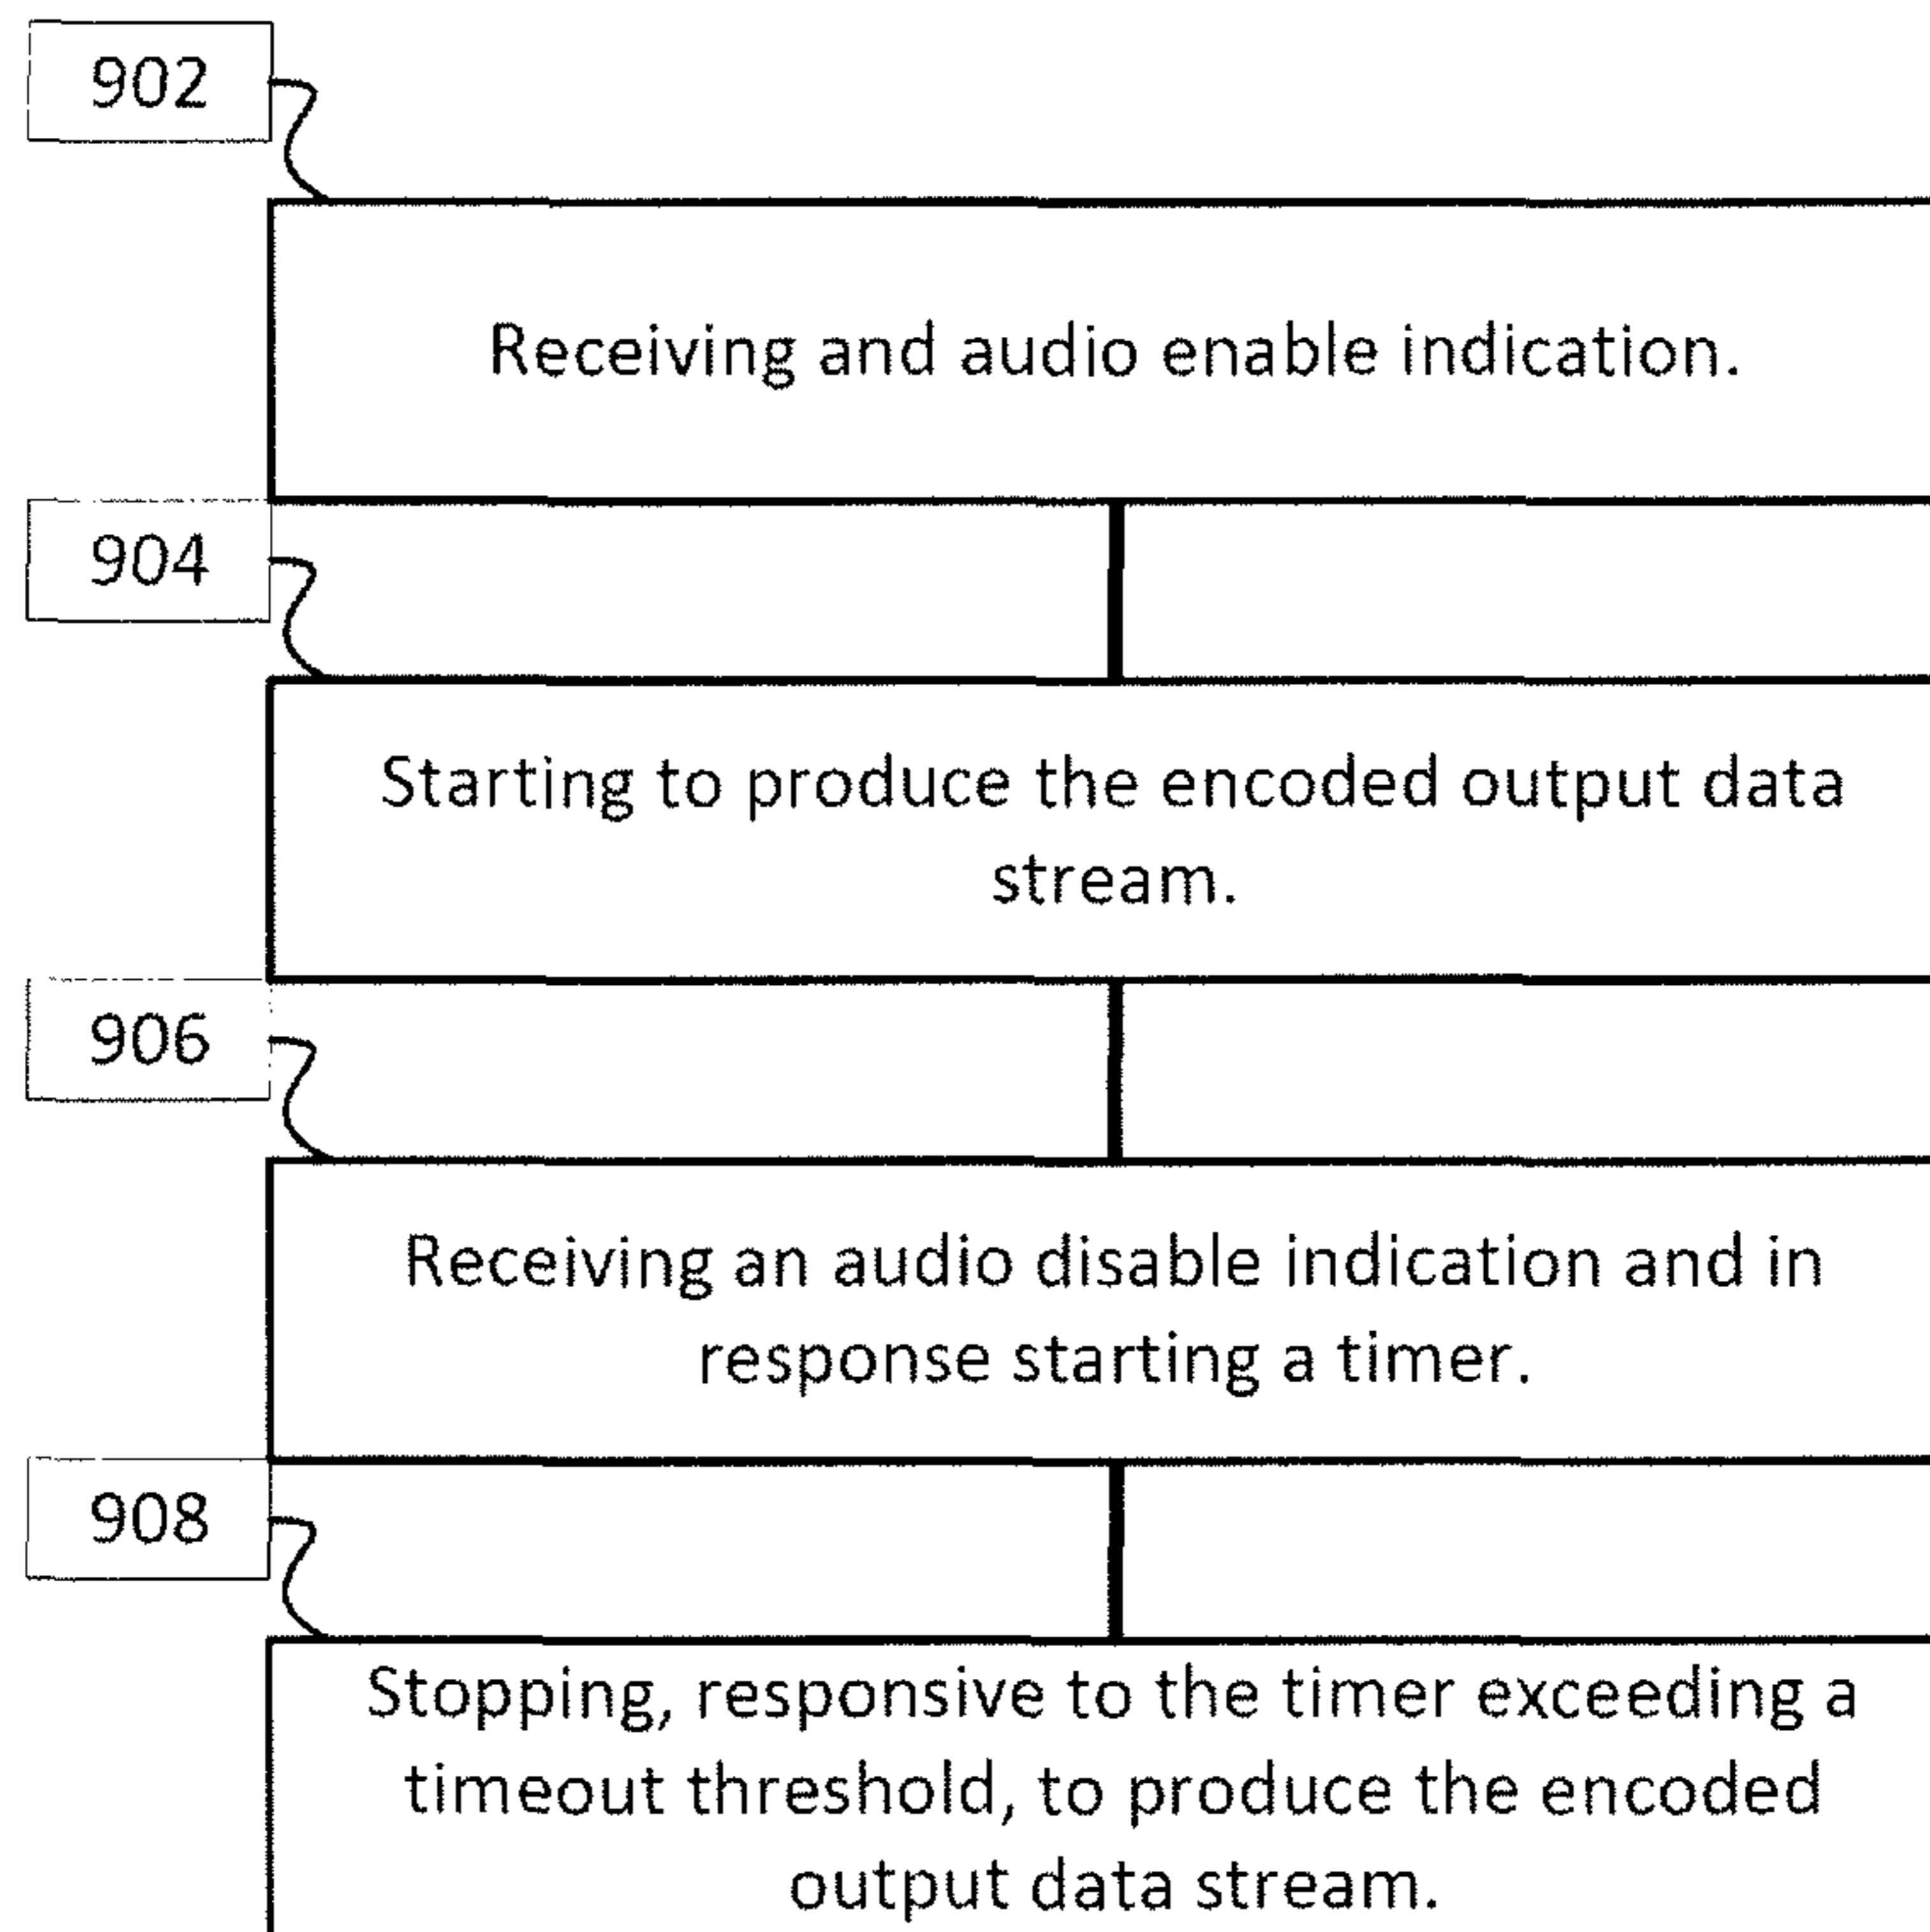 902
Receiving and audio enable indication.
904
Starting to produce the encoded output data
stream.
906
Receiving an audio disable indication and in
response starting a timer.
908
Stopping, responsive to the timer exceeding a
timeout threshold, to produce the encoded
output data stream.